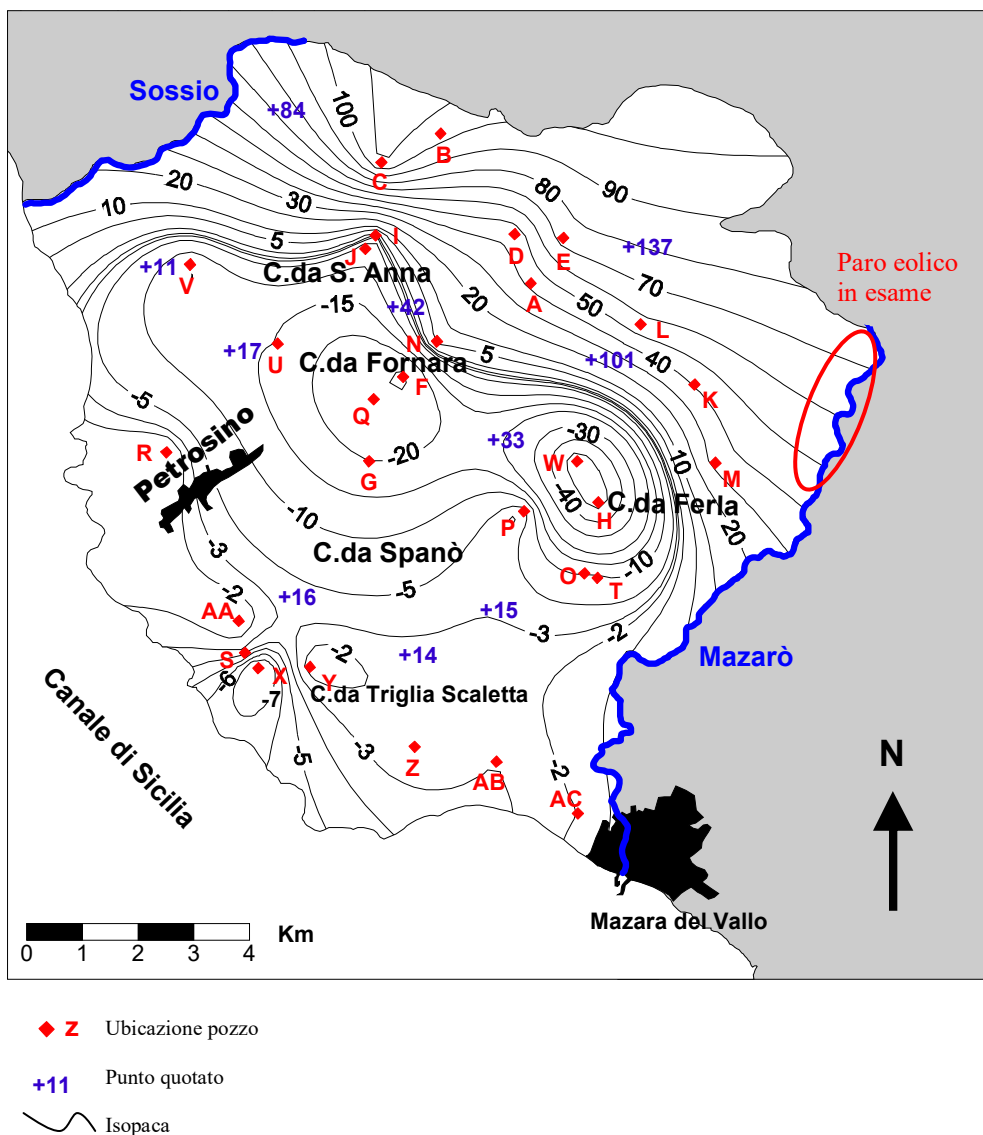 Sossio
+84
100
B
C
80
90
20
30
10
5
I
J
D
E
+137
+11
V
C.da S. Anna
A
20
50
70
Paro eolico
in esame
-15
+42
L
+17
U
N
C.da Fornara
5
+101
40
F
K
-5
Q
R
Petrosino
-20
G
+33
W
-30
-40
10
M
H
C.da Ferla
P
20
-10
C.da Spanò
-5
O
T
-10
-3
-2
AA
+16
+15
-3
-2
S
X
-6
-7
-2
Y
+14
C.da Triglia Scaletta
Mazarò
Canale di Sicilia
-5
-3
Z
AB
-2
AC
N
Mazara del Vallo
Km
0 1 2 3 4
Z Ubicazione pozzo
+11 Punto quotato
Isopaca